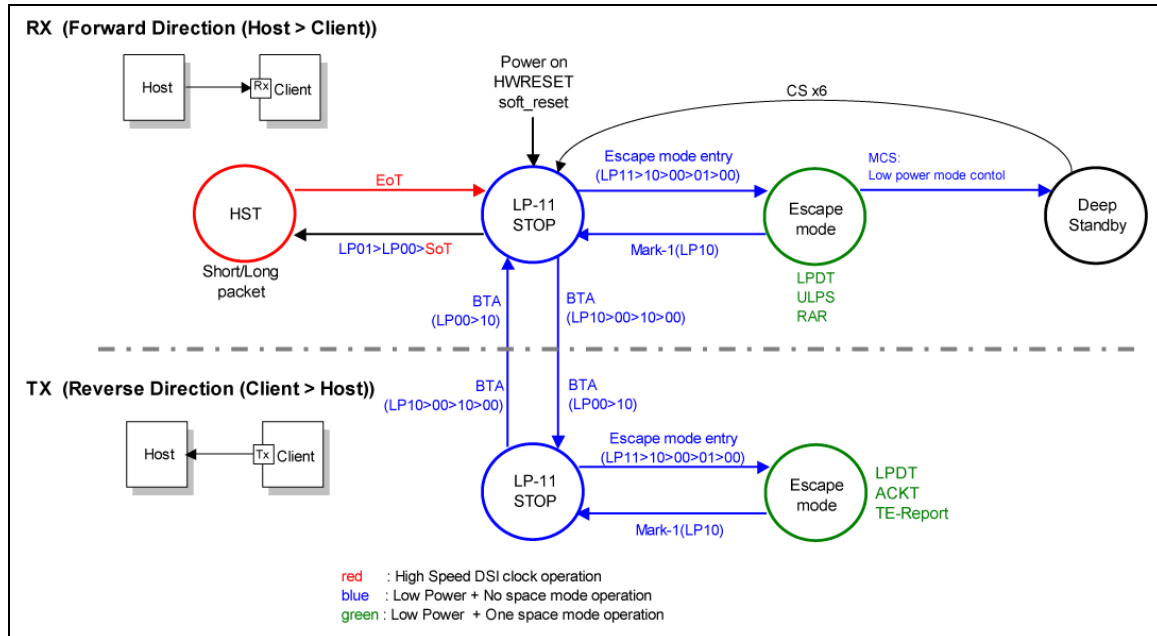 RX (Forward Direction (Host > Client))
Host
Rx
Client
Power on
HWRESET
soft_reset
CS x6
EoT
Escape mode entry
(LP11>10>00>01>00)
MCS:
Low power mode contol
HST
LP-11
STOP
Escape
mode
Deep
Standby
LP01>LP00>SoT
Mark-1(LP10)
Short/Long
packet
LPDT
ULPS
RAR
BTA
(LP00>10)
BTA
(LP10>00>10>00)
TX (Reverse Direction (Client > Host))
BTA
(LP10>00>10>00)
BTA
(LP00>10)
Host
Tx
Client
Escape mode entry
(LP11>10>00>01>00)
LP-11
STOP
Escape
mode
LPDT
ACKT
TE-Report
Mark-1(LP10)
red : High Speed DSI clock operation
blue : Low Power + No space mode operation
green : Low Power + One space mode operation